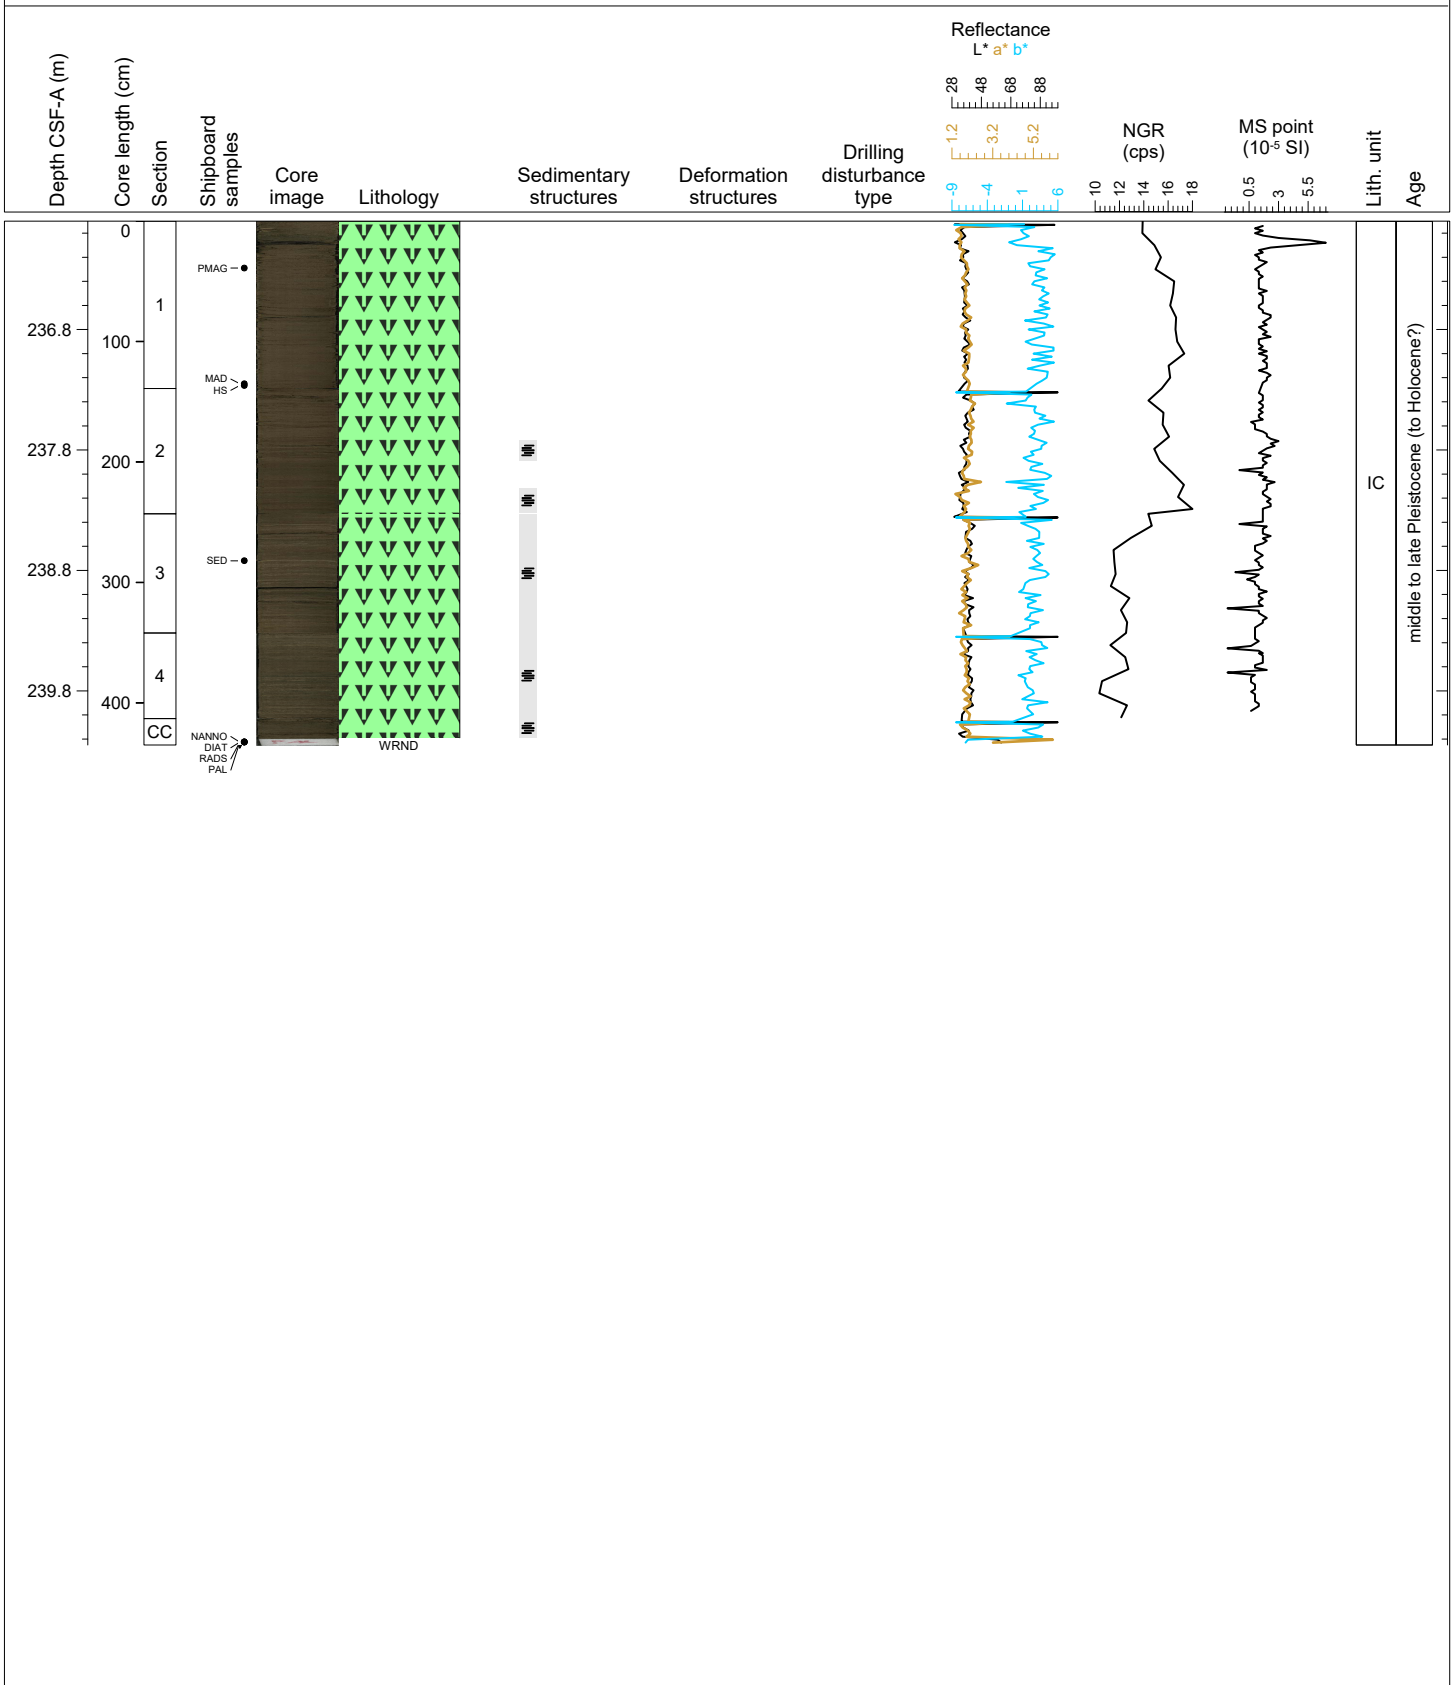 Reflectance
L* a* b*
28 48 68 88
1.2 3.2 5.2
-9 -4 1 6
Depth CSF-A (m)
Core length (cm)
Section
Shipboard
samples
Core
image
Lithology
Sedimentary
structures
Deformation
structures
Drilling
disturbance
type
NGR
(cps)
10 12 14 16 18
MS point
(10-5 SI)
0.5 3 5.5
Lith. unit
Age
0
PMAG
1
236.8
100
MAD
HS
237.8
200
2
IC
middle to late Pleistocene (to Holocene?)
SED
238.8
300
3
4
239.8
400
CC
NANNO
DIAT
RADS
PAL
WRND